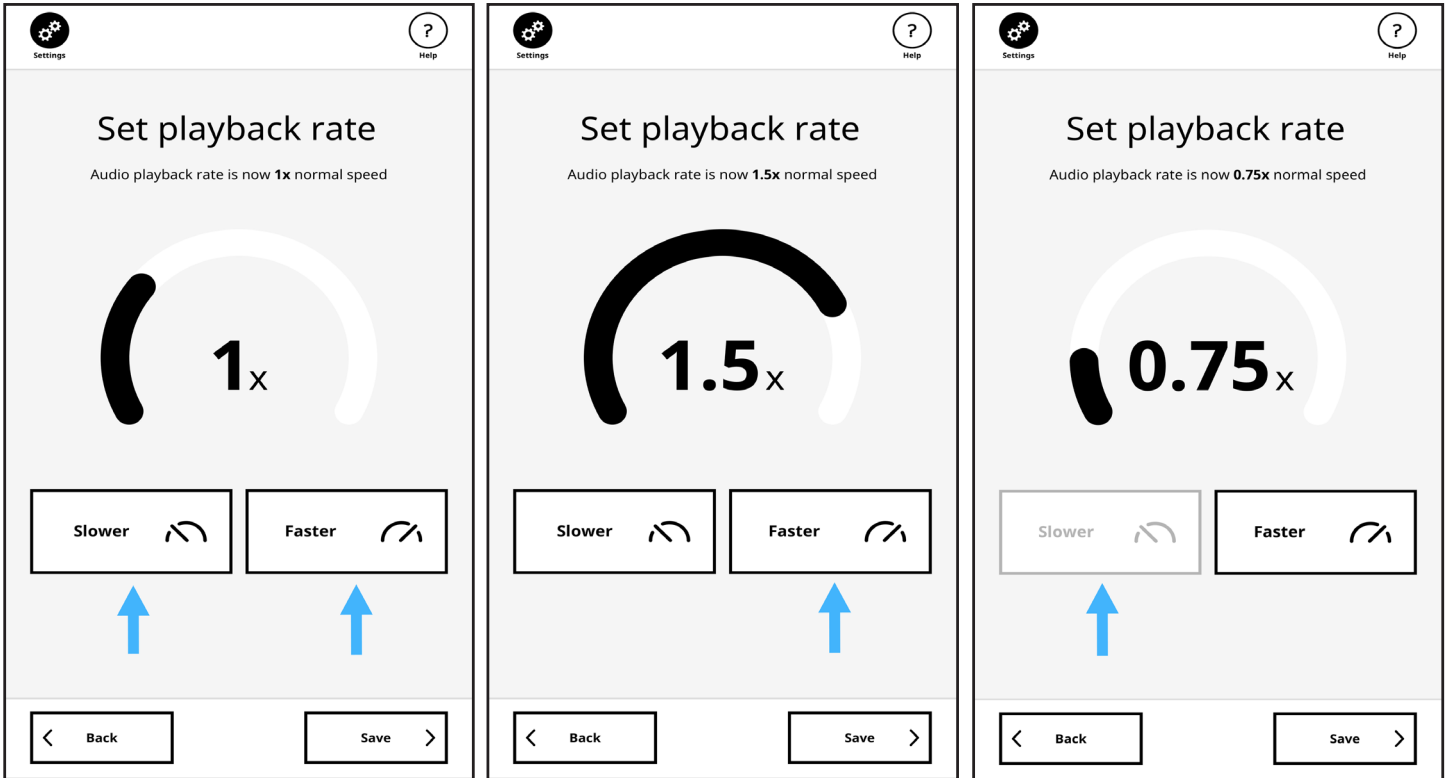 Settings
?
Help
Set playback rate
Audio playback rate is now 1x normal speed
1x
Slower
Faster
Back
Save
Settings
?
Help
Set playback rate
Audio playback rate is now 1.5x normal speed
1.5x
Slower
Faster
Back
Save
Settings
?
Help
Set playback rate
Audio playback rate is now 0.75x normal speed
0.75x
Slower
Faster
Back
Save